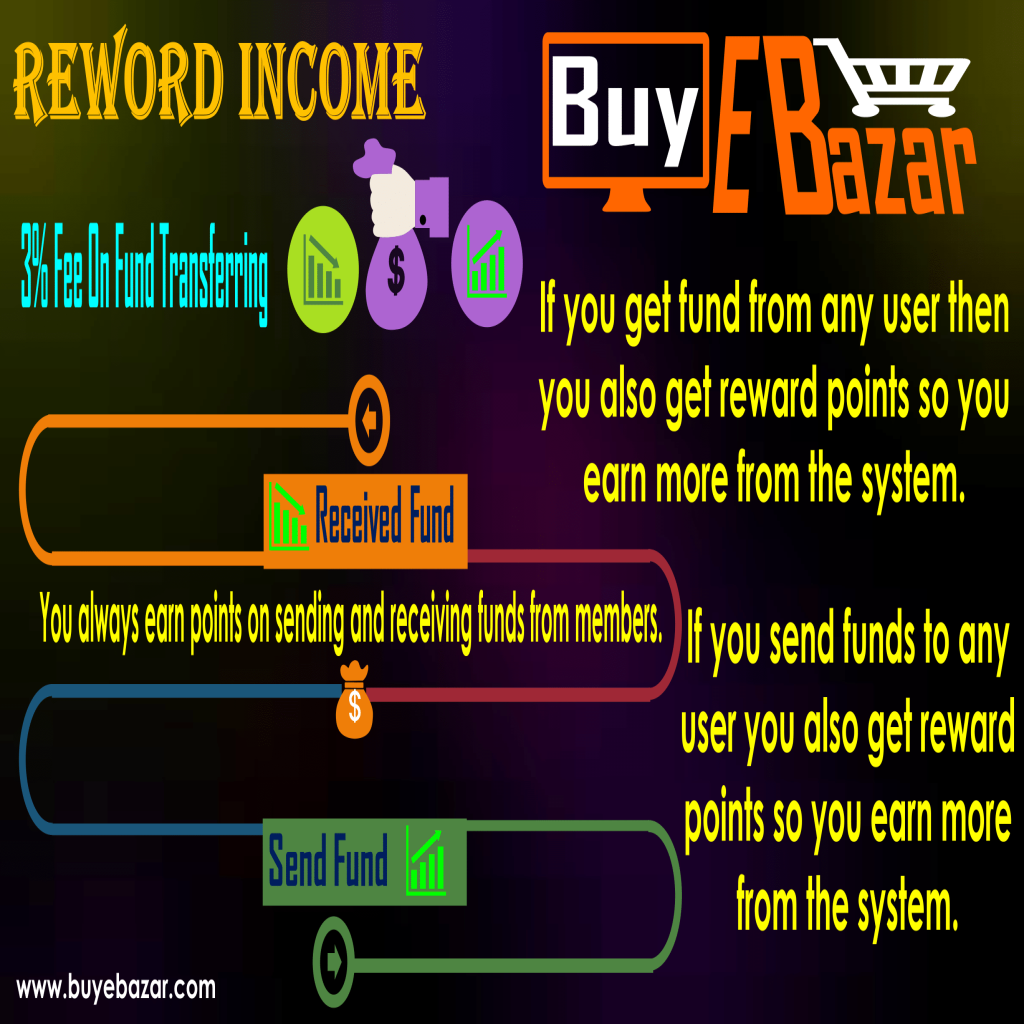 REWORD INCOME
Buy E Bazar
3% Fee On Fund Transferring
$
If you get fund from any user then
you also get reward points so you
earn more from the system.
Received Fund
You always earn points on sending and receiving funds from members.
$
If you send funds to any
user you also get reward
points so you earn more
from the system.
Send Fund
www.buyebazar.com